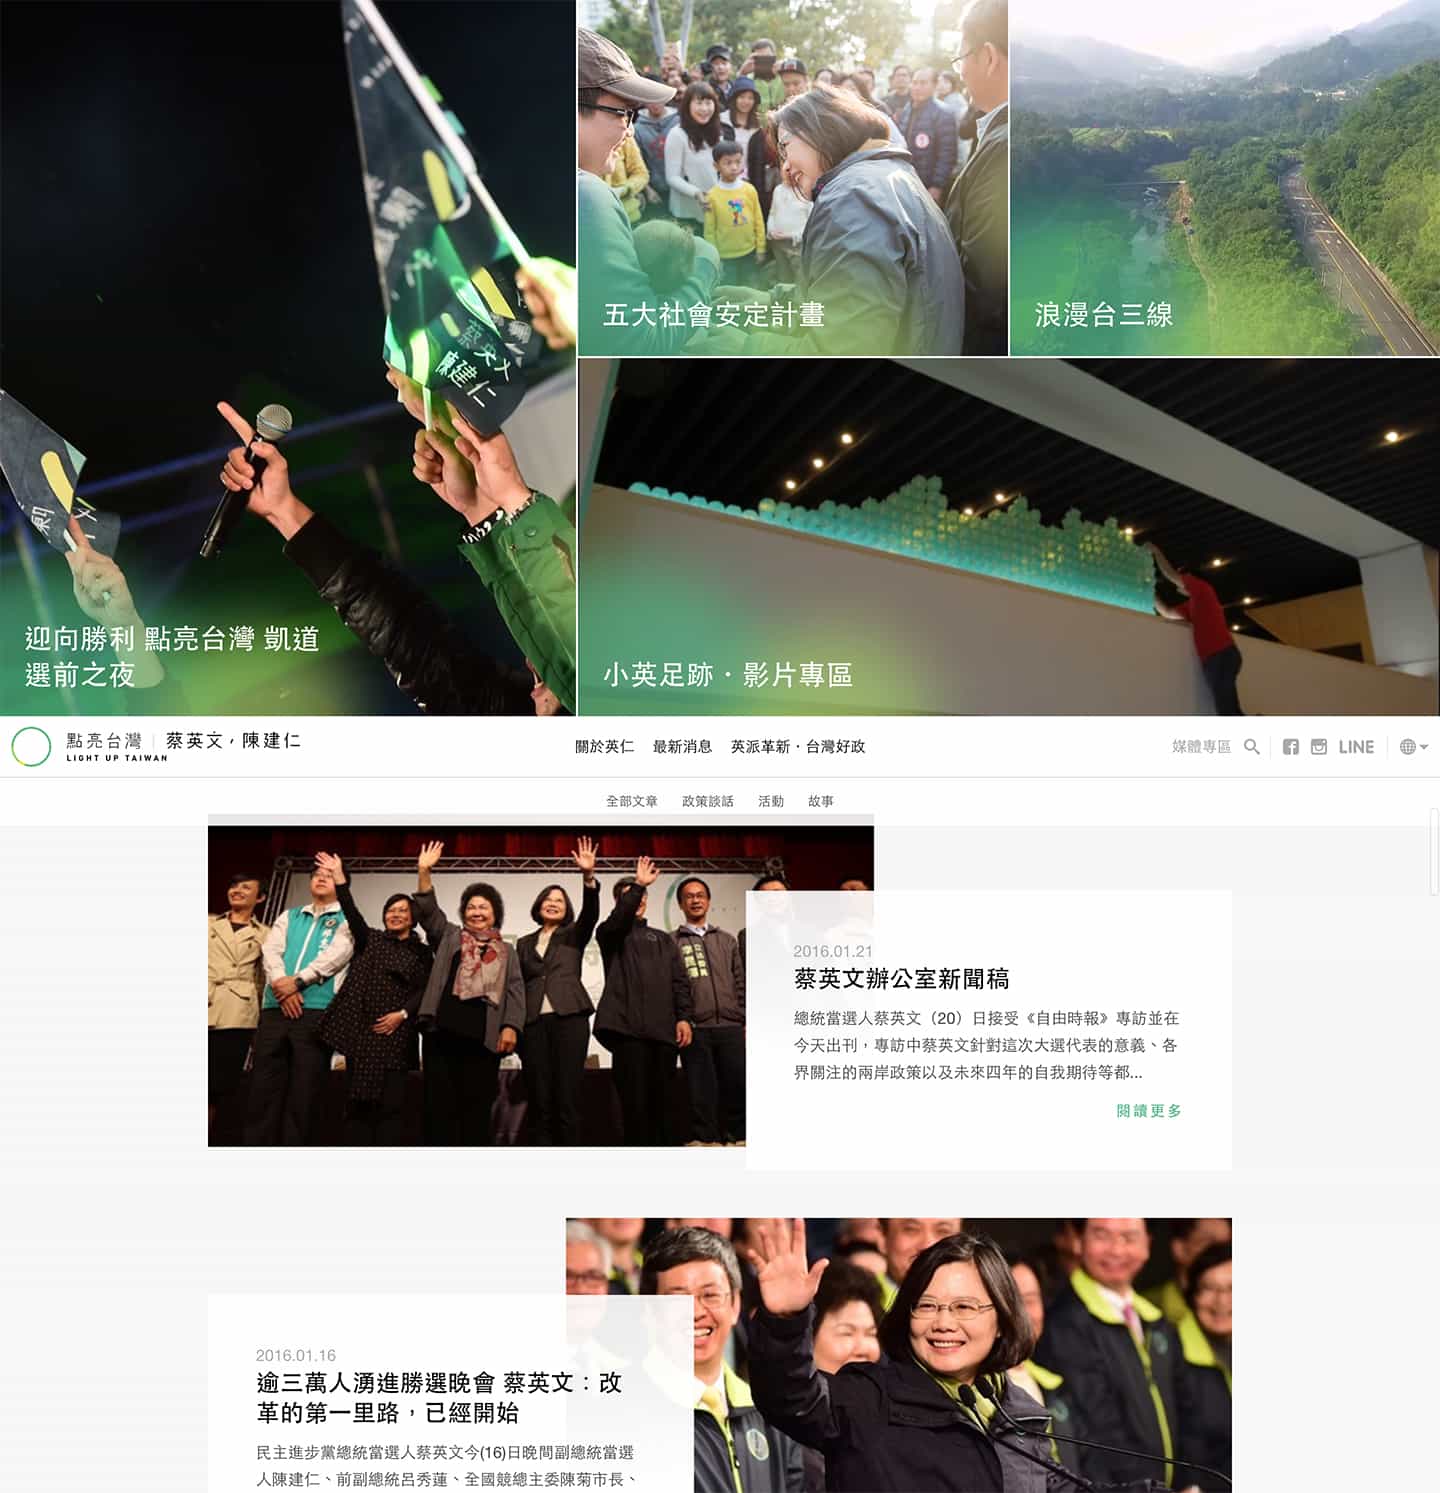 蔡英文
陳建仁
五大社會安定計畫
浪漫台三線
迎向勝利 點亮台灣 凱道
選前之夜
小英足跡・影片專區
點亮台灣 | 蔡英文,陳建仁
LIGHT UP TAIWAN
關於英仁 最新消息 英派革新・台灣好政
媒體專區 LINE
全部文章 政策談話 活動 故事
2016.01.21
蔡英文辦公室新聞稿
總統當選人蔡英文（20）日接受《自由時報》專訪並在
今天出刊，專訪中蔡英文針對這次大選代表的意義、各
界關注的兩岸政策以及未來四年的自我期待等都...
閱讀更多
2016.01.16
逾三萬人湧進勝選晚會 蔡英文：改
革的第一里路，已經開始
民主進步黨總統當選人蔡英文今(16)日晚間副總統當選
人陳建仁、前副總統呂秀蓮、全國競總主委陳菊市長、